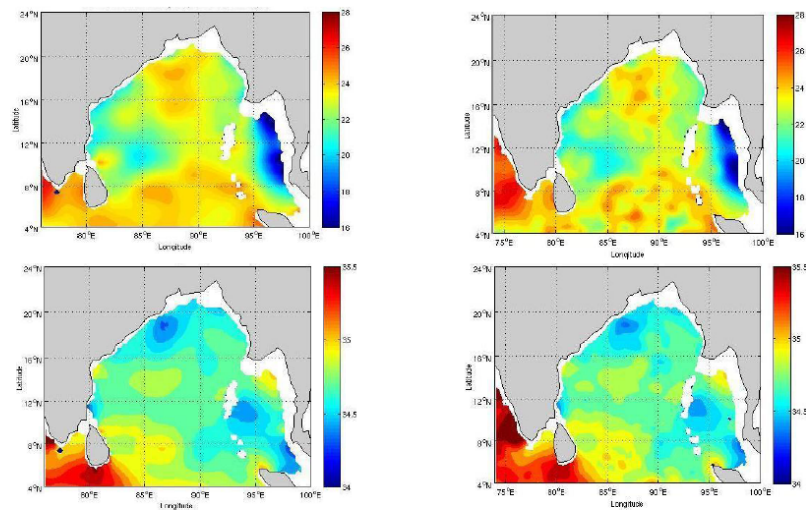 24°N
20°N
16°N
12°N
8°N
4°N
Latitude
80°E
85°E
90°E
95°E
100°E
Longitude
28
26
24
22
20
18
16
24°N
20°N
16°N
12°N
8°N
4°N
Latitude
75°E
80°E
85°E
90°E
95°E
100°E
Longitude
28
26
24
22
20
18
16
24°N
20°N
16°N
12°N
8°N
4°N
Latitude
80°E
85°E
90°E
95°E
100°E
Longitude
35.5
35
34.5
34
24°N
20°N
16°N
12°N
8°N
4°N
Latitude
75°E
80°E
85°E
90°E
95°E
100°E
Longitude
35.5
35
34.5
34